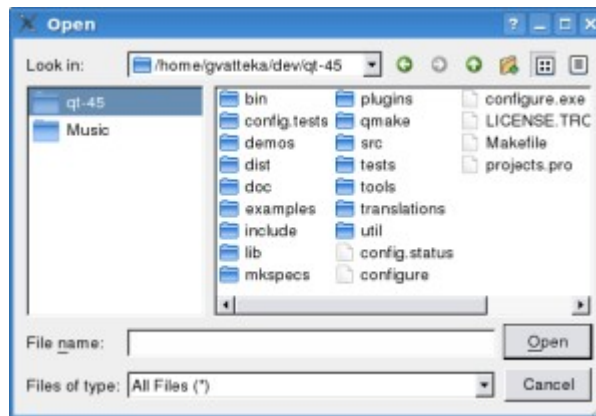 Open
Look in: /home/gvatteka/dev/qt-45
qt-45
Music
bin plugins configure.exe
config.tests qmake LICENSE.TRO
demos src Makefile
dist tests projects.pro
doc tools
examples translations
include util
lib config.status
mkspecs configure
File name: Open
Files of type: All Files (*) Cancel